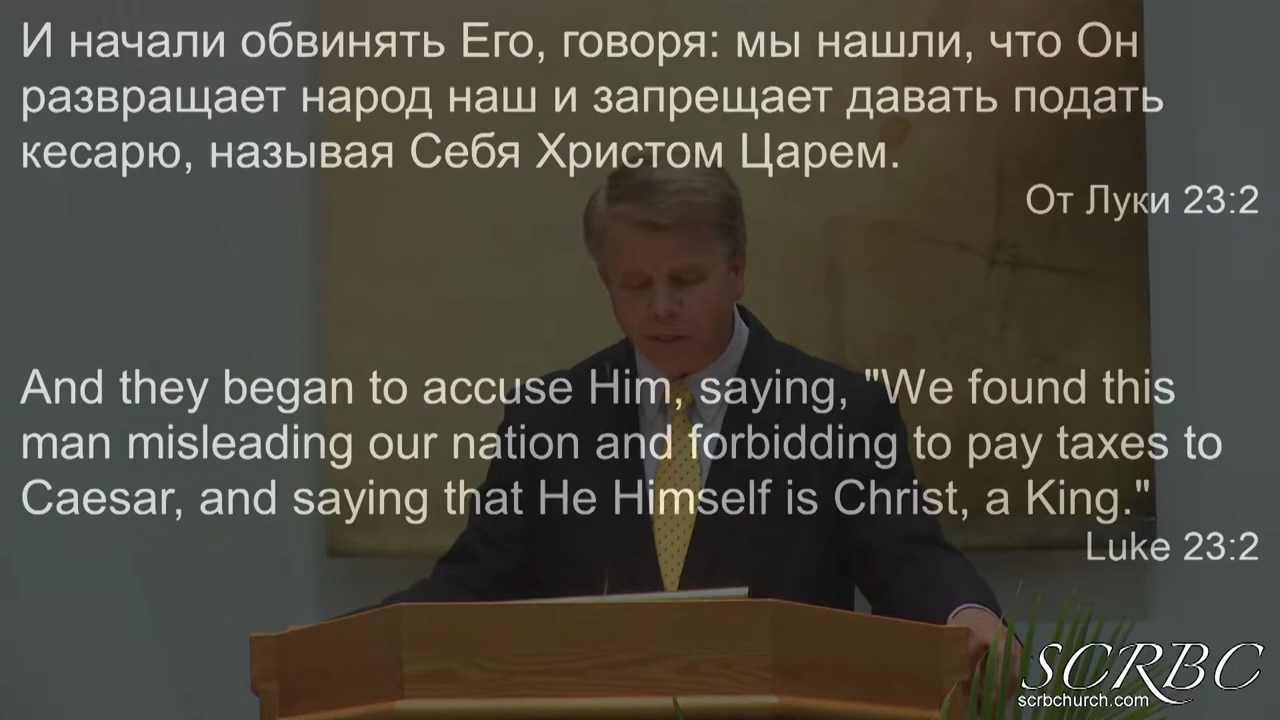 И начали обвинять Его, говоря: мы нашли, что Он
развращает народ наш и запрещает давать подать
кесарю, называя Себя Христом Царем.
От Луки 23:2
And they began to accuse Him, saying, "We found this
man misleading our nation and forbidding to pay taxes to
Caesar, and saying that He Himself is Christ, a King."
Luke 23:2
SCRBC
scrbchurch.com